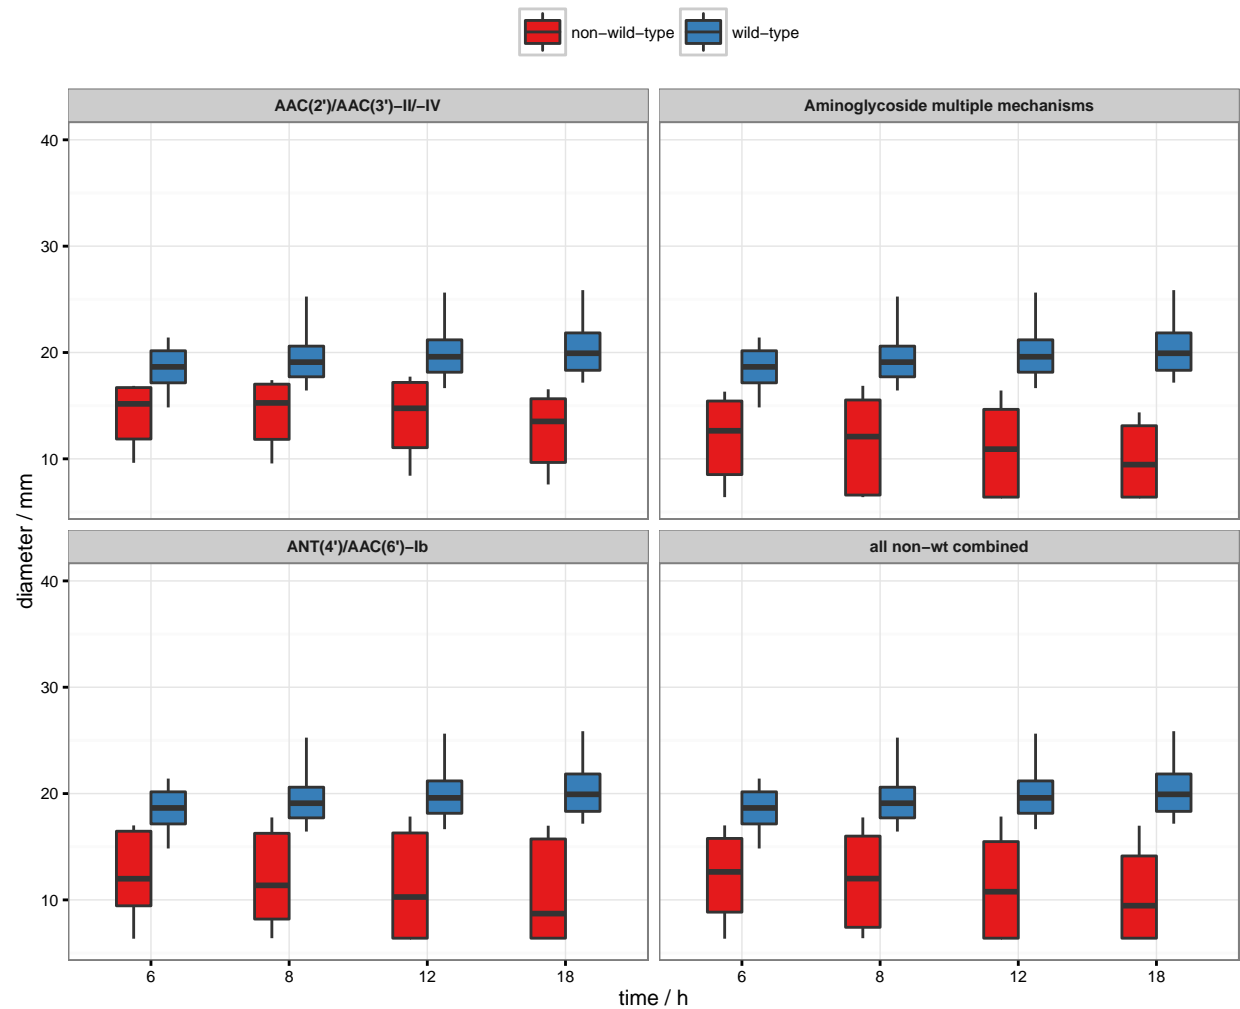 non−wild−type wild−type
AAC(2')/AAC(3')−II/−IV
Aminoglycoside multiple mechanisms
40
30
20
10
ANT(4')/AAC(6')−Ib
all non−wt combined
40
30
20
10
diameter / mm
6 8 12 18
6 8 12 18
time / h